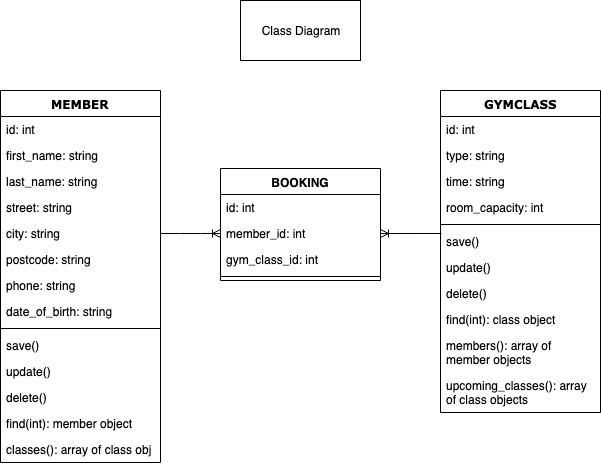 Class Diagram
MEMBER
id: int
first_name: string
last_name: string
street: string
city: string
postcode: string
phone: string
date_of_birth: string
save()
update()
delete()
find(int): member object
classes(): array of class obj
BOOKING
id: int
member_id: int
gym_class_id: int
GYMCLASS
id: int
type: string
time: string
room_capacity: int
save()
update()
delete()
find(int): class object
members(): array of
member objects
upcoming_classes(): array
of class objects